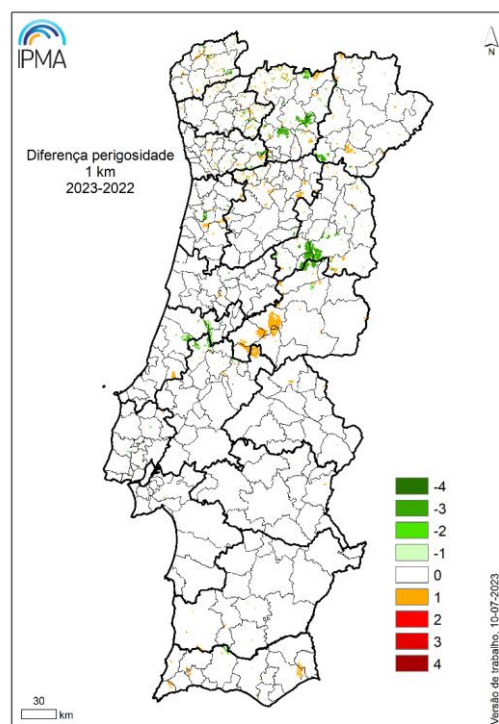 IPMA
N
Diferença perigosidade
1 km
2023-2022
-4
-3
-2
-1
0
1
2
3
4
30
km
Versão de trabalho, 10-07-2023